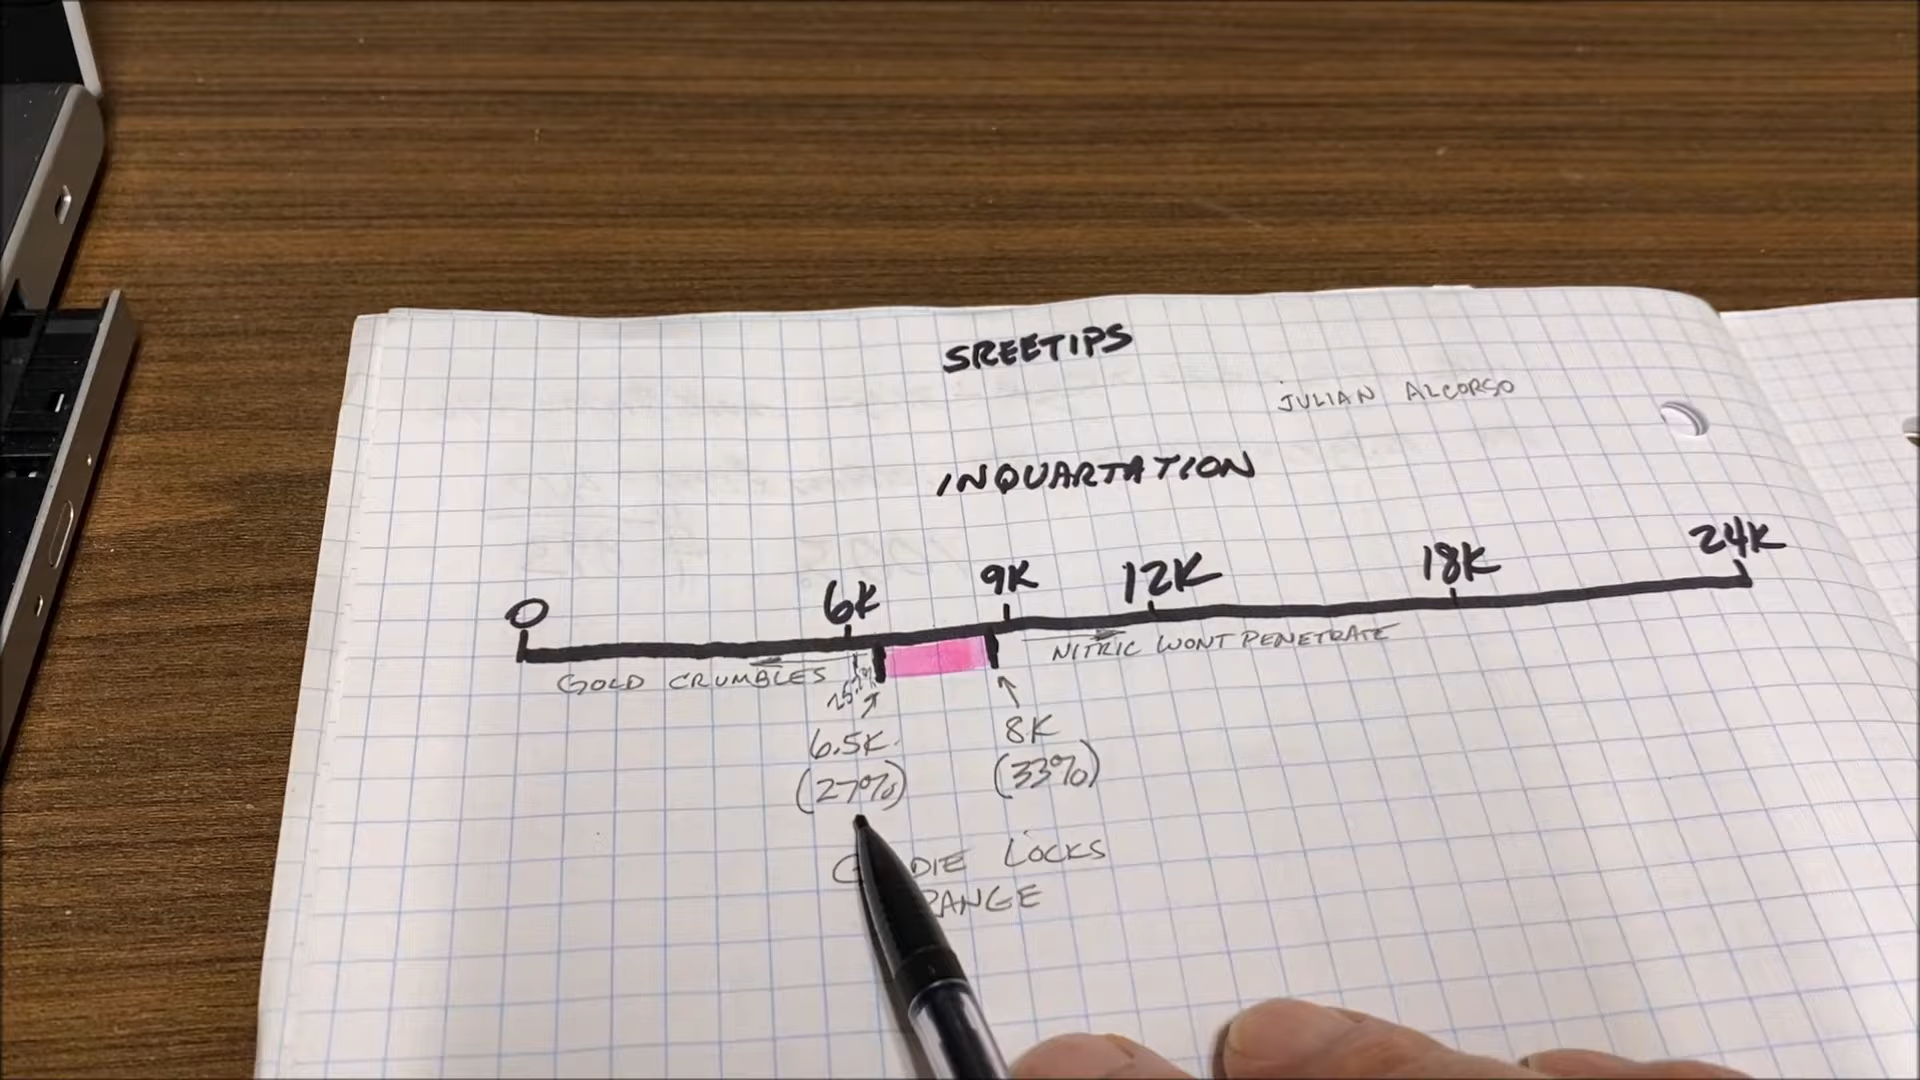 SREETIPS
JULIAN ALCORSO
INQUARTATION
0 6K 9K 12K 18K 24K
GOLD CRUMBLES
NITRIC WONT PENETRATE
6.5K
(27%)
8K
(33%)
LOCKS
RANGE